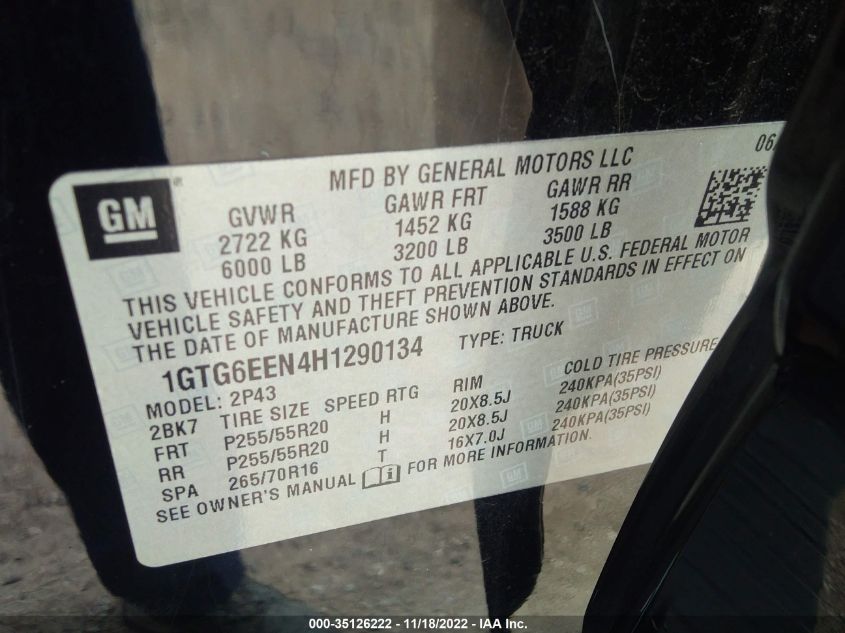 06
MFD BY GENERAL MOTORS LLC
GM
GVWR GAWR FRT GAWR RR
2722 KG 1452 KG 1588 KG
6000 LB 3200 LB 3500 LB
THIS VEHICLE CONFORMS TO ALL APPLICABLE U.S. FEDERAL MOTOR
VEHICLE SAFETY AND THEFT PREVENTION STANDARDS IN EFFECT ON
THE DATE OF MANUFACTURE SHOWN ABOVE.
1GTG6EEN4H1290134 TYPE: TRUCK
MODEL: 2P43
2BK7 TIRE SIZE SPEED RTG RIM COLD TIRE PRESSURE
FRT P255/55R20 H 20X8.5J 240KPA(35PSI)
RR P255/55R20 H 20X8.5J 240KPA(35PSI)
SPA 265/70R16 T 16X7.0J 240KPA(35PSI)
SEE OWNER'S MANUAL FOR MORE INFORMATION.
000-35126222 - 11/18/2022 - IAA Inc.